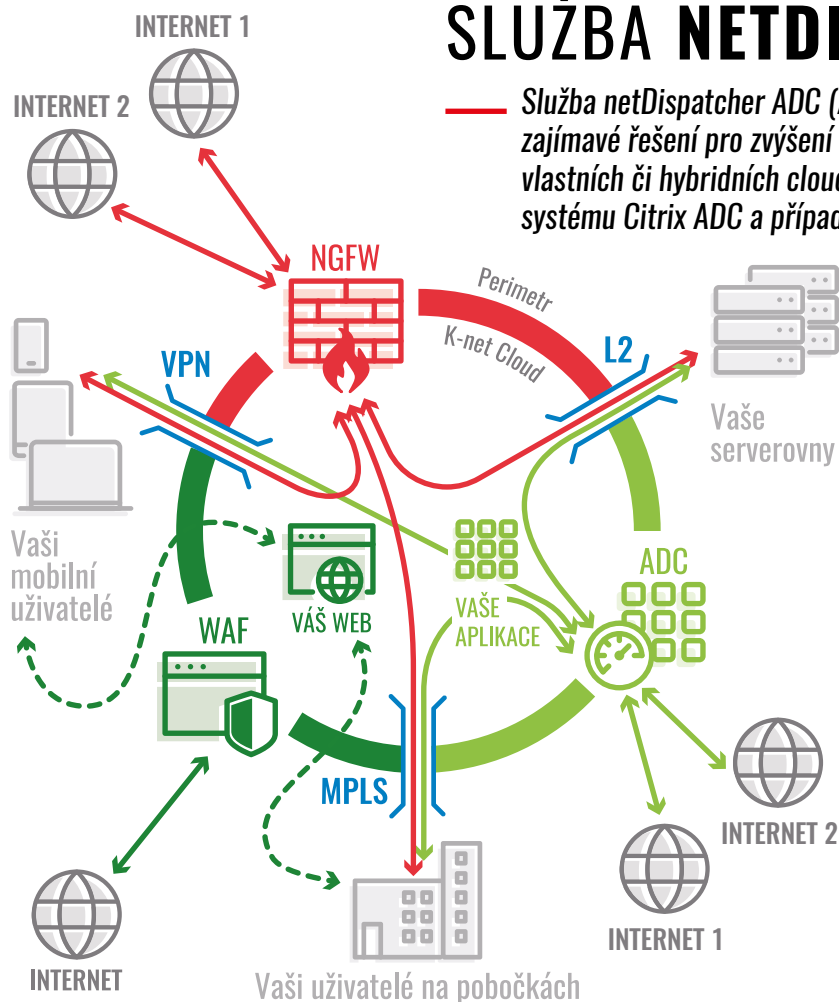 SLUŽBA NETD
INTERNET 1
INTERNET 2
Služba netDispatcher ADC (
zajímavé řešení pro zvýšení
vlastních či hybridních cloud
systému Citrix ADC a případ
NGFW
Perimetr
K-net Cloud
VPN
L2
Vaše
serverovny
Vaši
mobilní
uživatelé
ADC
VAŠE
APLIKACE
VÁŠ WEB
WAF
MPLS
INTERNET 2
INTERNET 1
INTERNET
Vaši uživatelé na pobočkách